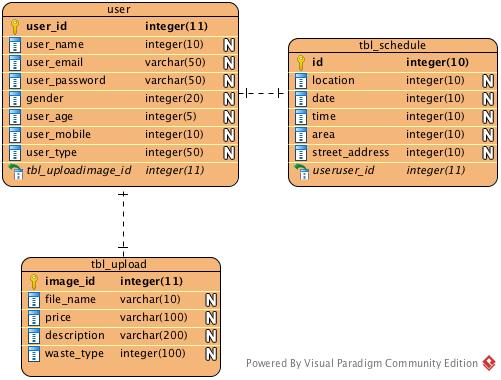 user
user_id integer(11)
user_name integer(10) N
user_email varchar(50) N
user_password varchar(50) N
gender integer(20) N
user_age integer(5) N
user_mobile integer(10) N
user_type integer(50) N
tbl_uploadimage_id integer(11)
tbl_schedule
id integer(10)
location integer(10) N
date integer(10) N
time integer(10) N
area integer(10) N
street_address integer(10) N
useruser_id integer(11)
tbl_upload
image_id integer(11)
file_name varchar(10) N
price varchar(100) N
description varchar(200) N
waste_type integer(100) N
Powered By Visual Paradigm Community Edition